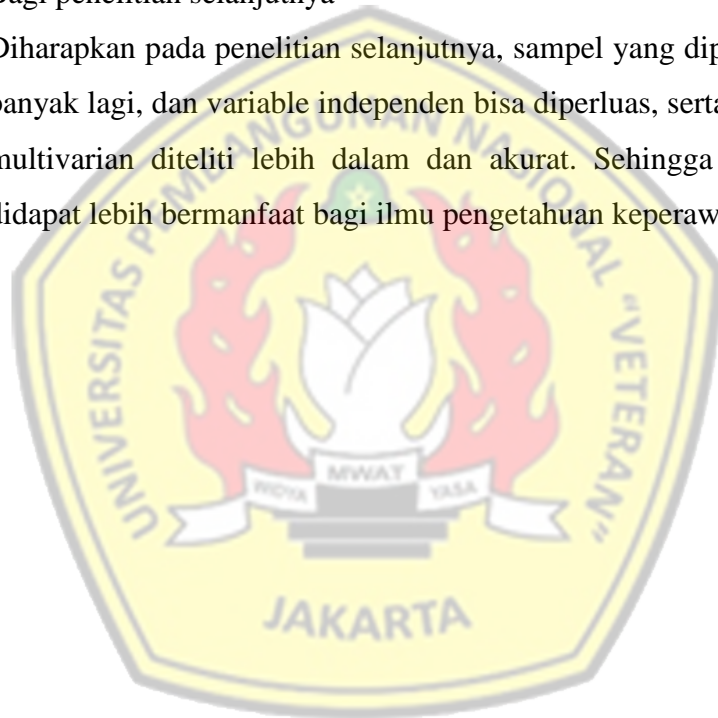 Bagi penelitian selanjutnya
Diharapkan pada penelitian selanjutnya, sampel yang dip
banyak lagi, dan variable independen bisa diperluas, serta
multivarian diteliti lebih dalam dan akurat. Sehingga
didapat lebih bermanfaat bagi ilmu pengetahuan keperaw
UNIVERSITAS PEMBANGUNAN NASIONAL "VETERAN"
WIDYA MWAT YASA
JAKARTA